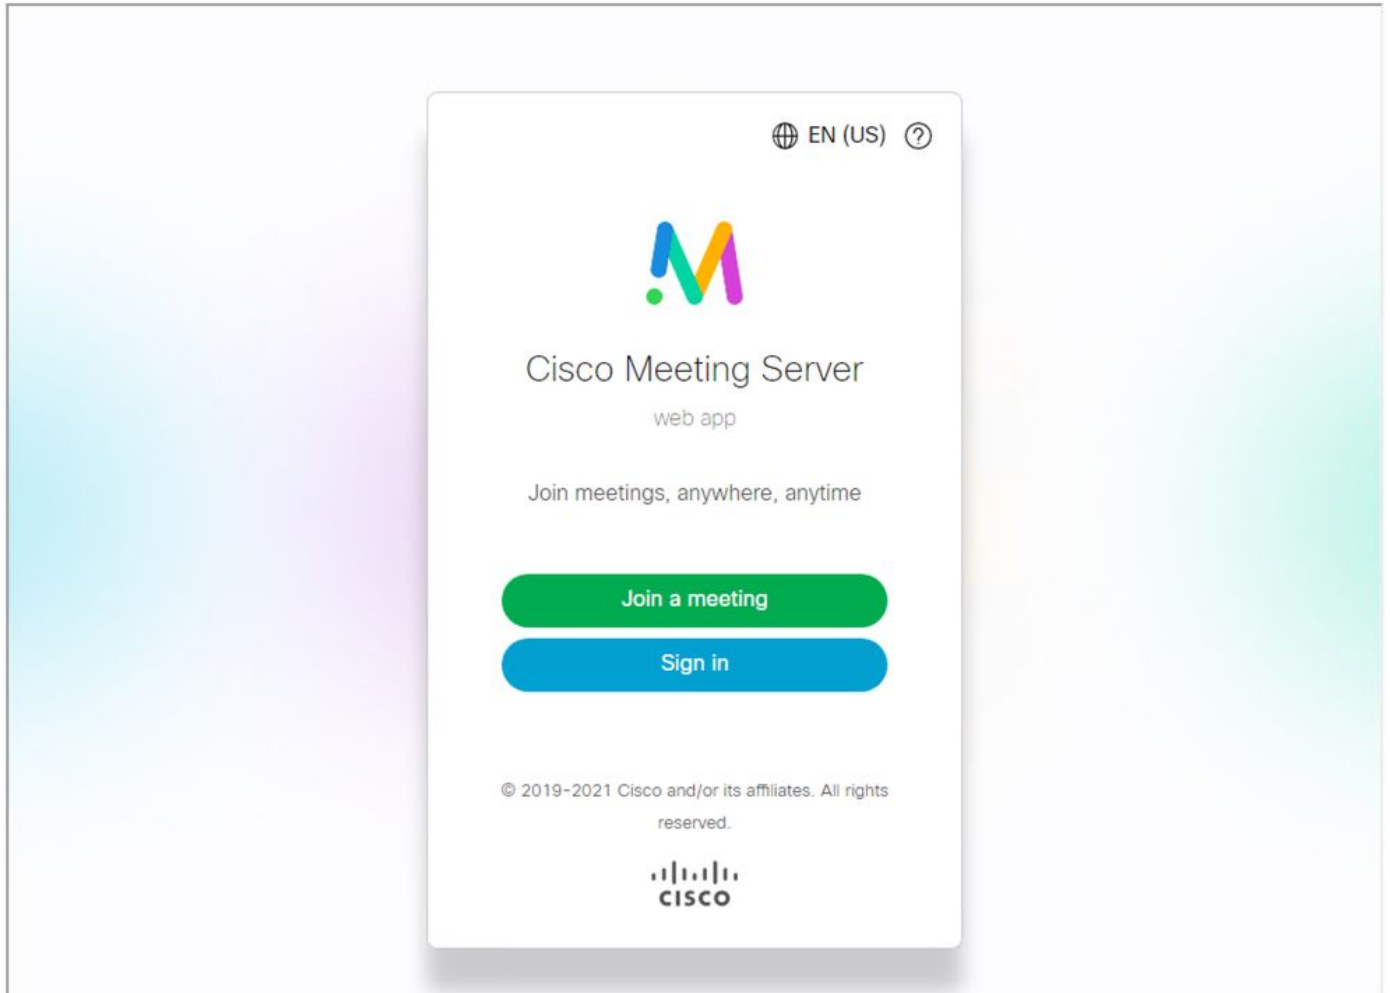 EN (US)
Cisco Meeting Server
web app
Join meetings, anywhere, anytime
Join a meeting
Sign in
© 2019-2021 Cisco and/or its affiliates. All rights
reserved.
CISCO